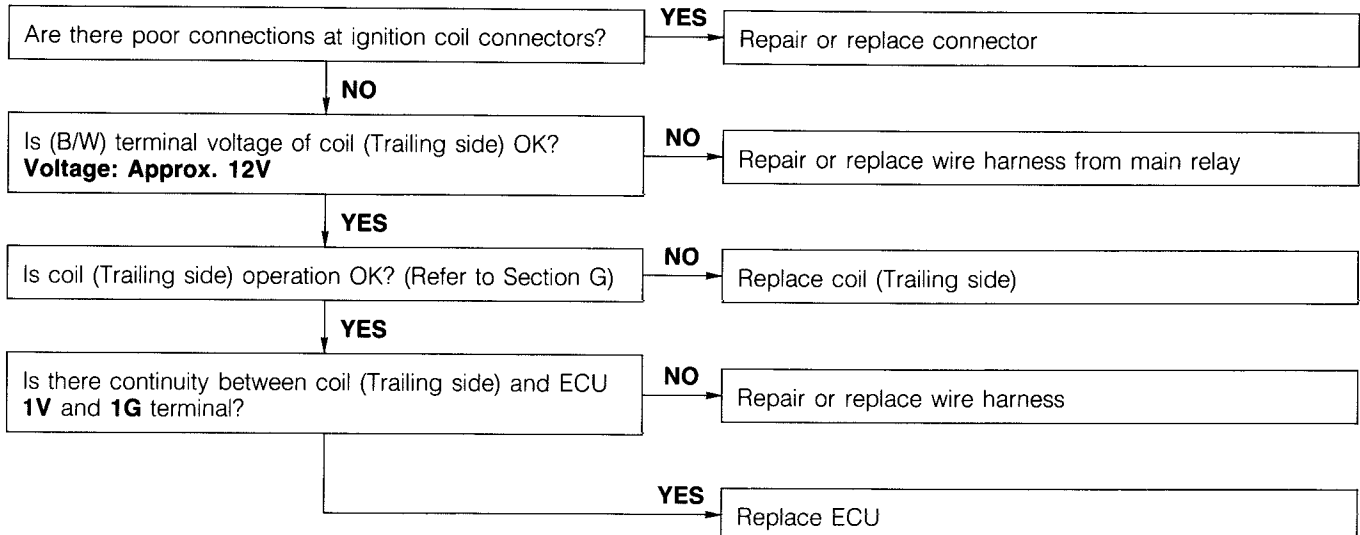 Are there poor connections at ignition coil connectors?
YES
Repair or replace connector
NO
Is (B/W) terminal voltage of coil (Trailing side) OK?
Voltage: Approx. 12V
NO
Repair or replace wire harness from main relay
YES
Is coil (Trailing side) operation OK? (Refer to Section G)
NO
Replace coil (Trailing side)
YES
Is there continuity between coil (Trailing side) and ECU
1V and 1G terminal?
NO
Repair or replace wire harness
YES
Replace ECU